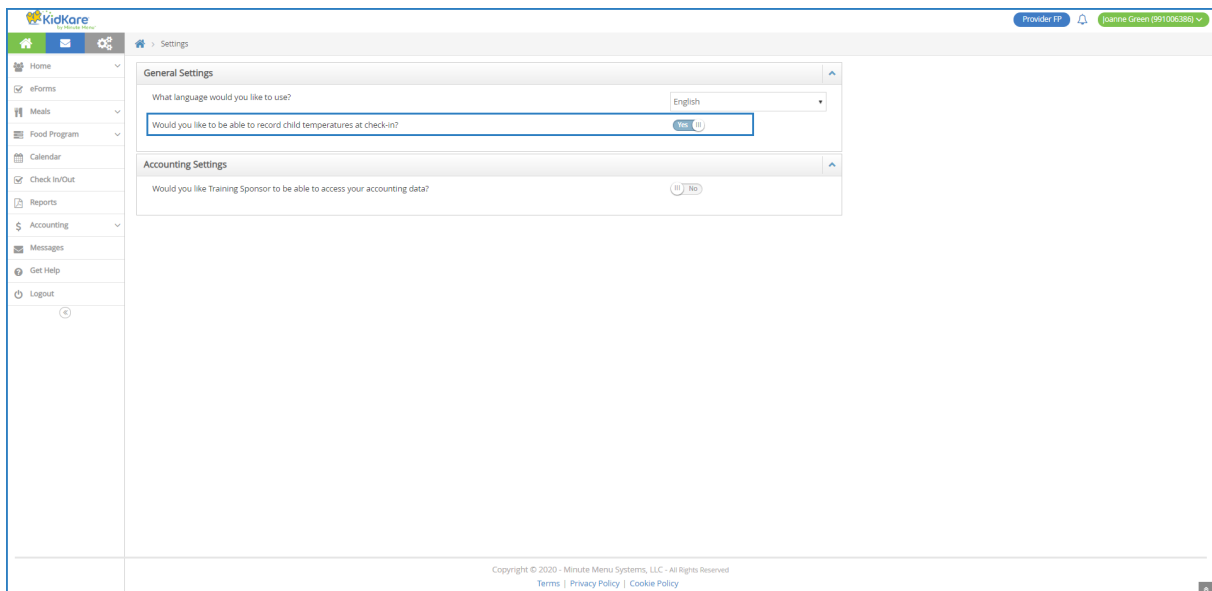 KidKare
by Minute Menu
Provider FP
Joanne Green (991006386)
Settings
Home
eForms
Meals
Food Program
Calendar
Check In/Out
Reports
Accounting
Messages
Get Help
Logout
General Settings
What language would you like to use?
English
Would you like to be able to record child temperatures at check-in?
Yes
Accounting Settings
Would you like Training Sponsor to be able to access your accounting data?
No
Copyright © 2020 - Minute Menu Systems, LLC - All Rights Reserved
Terms | Privacy Policy | Cookie Policy